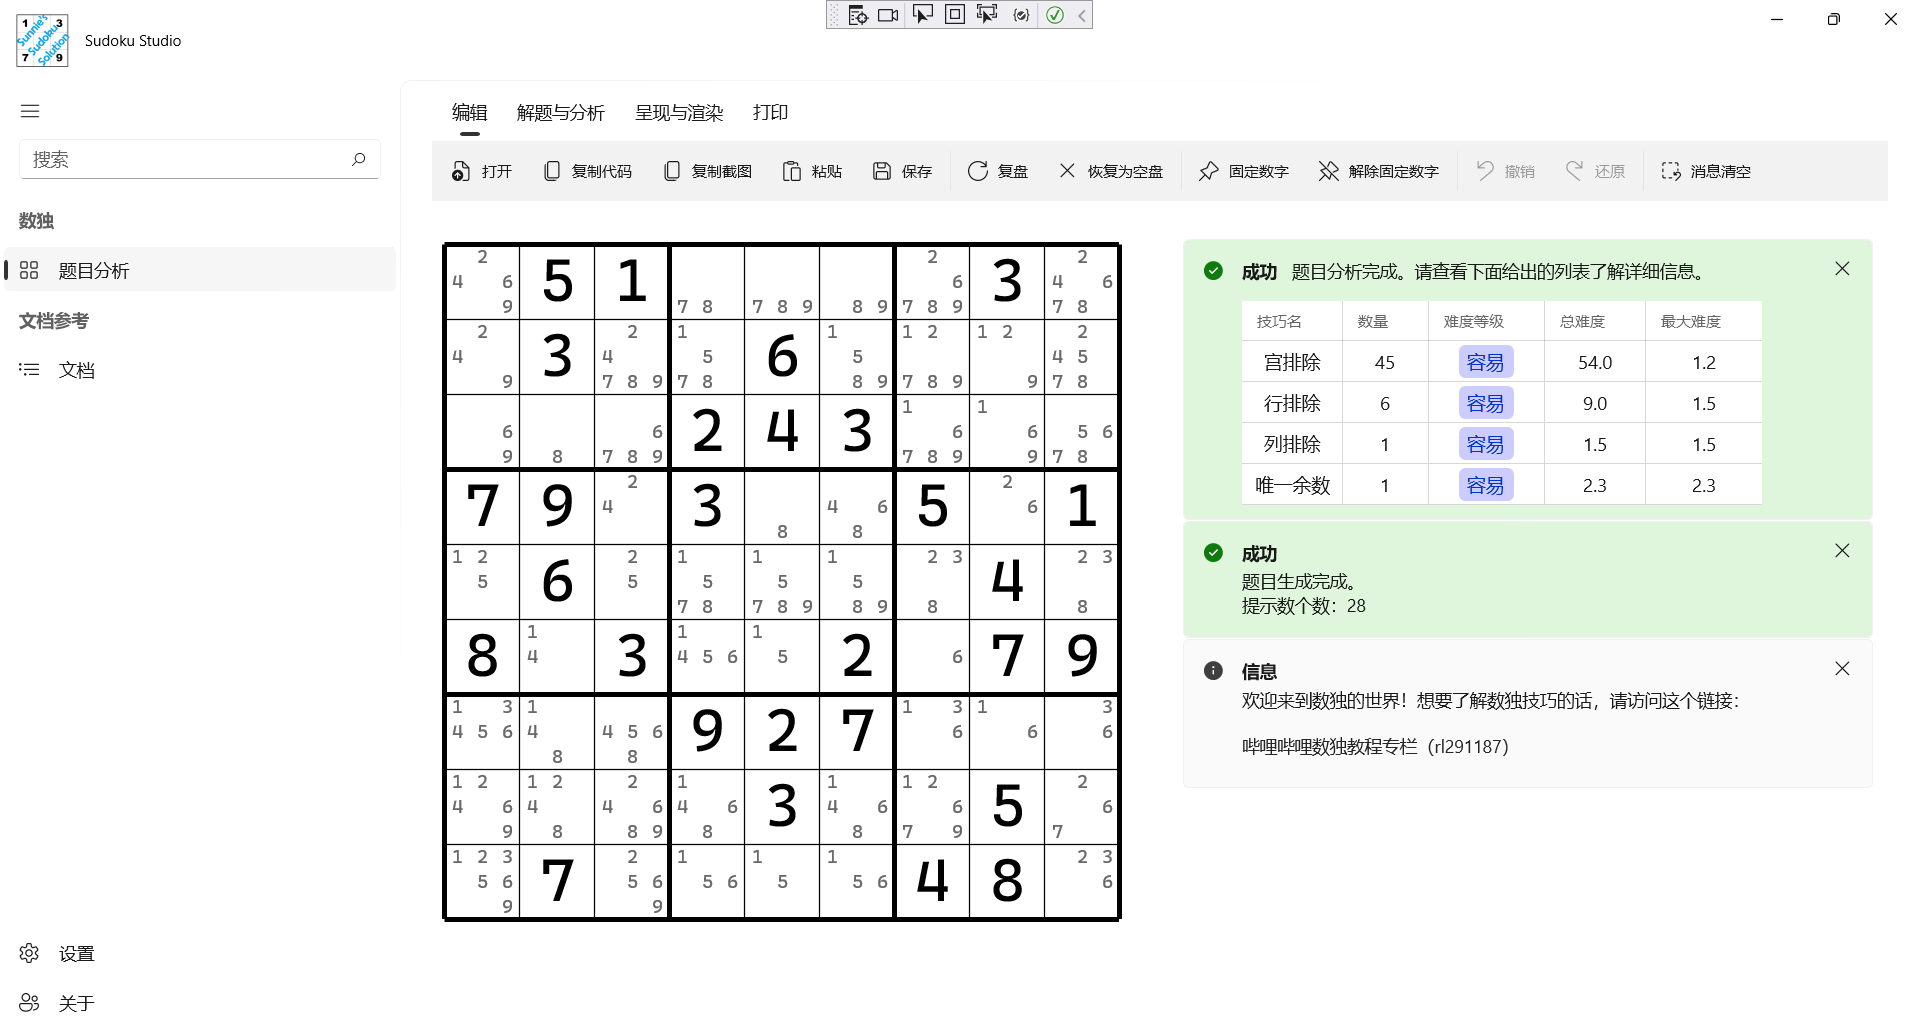 1 3
Sunnie's
Sudoku
Solution
7 9
Sudoku Studio
搜索
数独
题目分析
文档参考
文档
设置
关于
编辑 解题与分析 呈现与渲染 打印
打开 复制代码 复制截图 粘贴 保存 复盘 恢复为空盘 固定数字 解除固定数字 撤销 还原 消息清空
2 2 2
4 6 5 1 6 3 4 6
9 7 8 7 8 9 8 9 7 8 9 7 8
2 2 1 1 1 2 1 2 2
4 3 4 5 6 5 4 5
9 7 8 9 7 8 8 9 7 8 9 9 7 8
1 1
6 6 2 4 3 6 6 5 6
9 8 7 8 9 7 8 9 9 7 8
2 2
7 9 4 3 4 6 5 6 1
8 8
1 2 2 1 1 1 2 3 2 3
5 6 5 5 5 5 4
7 8 7 8 9 8 9 8 8
1 1 1
8 4 3 4 5 6 5 2 6 7 9
1 3 1 1 3 1 3
4 5 6 4 4 5 6 9 2 7 6 6 6
8 8
1 2 1 2 2 1 1 1 2 2
4 6 4 4 6 4 6 3 4 6 6 5 6
9 8 8 9 8 8 7 9 7
1 2 3 2 1 1 1 2 3
5 6 7 5 6 5 6 5 5 6 4 8 6
9 9
成功 题目分析完成。请查看下面给出的列表了解详细信息。
技巧名 数量 难度等级 总难度 最大难度
宫排除 45 容易 54.0 1.2
行排除 6 容易 9.0 1.5
列排除 1 容易 1.5 1.5
唯一余数 1 容易 2.3 2.3
成功
题目生成完成。
提示数个数：28
信息
欢迎来到数独的世界！想要了解数独技巧的话，请访问这个链接：
哔哩哔哩数独教程专栏（rl291187）